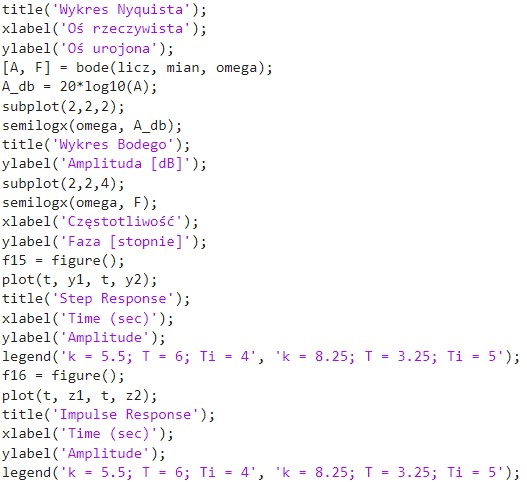 title('Wykres Nyquista');
xlabel('Oś rzeczywista');
ylabel('Oś urojona');
[A, F] = bode(licz, mian, omega);
A_db = 20*log10(A);
subplot(2,2,2);
semilogx(omega, A_db);
title('Wykres Bodego');
ylabel('Amplituda [dB]');
subplot(2,2,4);
semilogx(omega, F);
xlabel('Częstotliwość');
ylabel('Faza [stopnie]');
f15 = figure();
plot(t, y1, t, y2);
title('Step Response');
xlabel('Time (sec)');
ylabel('Amplitude');
legend('k = 5.5; T = 6; Ti = 4', 'k = 8.25; T = 3.25; Ti = 5');
f16 = figure();
plot(t, z1, t, z2);
title('Impulse Response');
xlabel('Time (sec)');
ylabel('Amplitude');
legend('k = 5.5; T = 6; Ti = 4', 'k = 8.25; T = 3.25; Ti = 5');